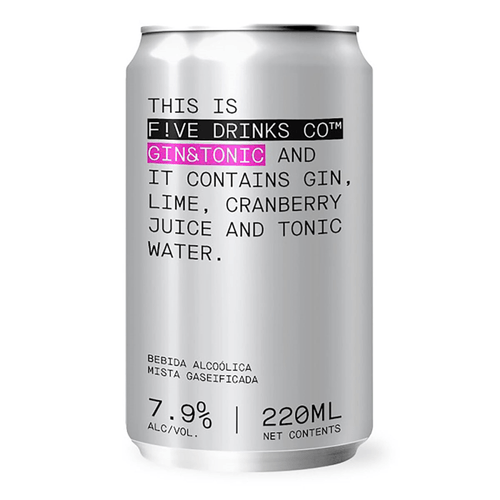 THIS IS
F!VE DRINKS CO™
GIN&TONIC AND
IT CONTAINS GIN,
LIME, CRANBERRY
JUICE AND TONIC
WATER.
BEBIDA ALCOÓLICA
MISTA GASEIFICADA
7.9% | 220ML
ALC/VOL. NET CONTENTS